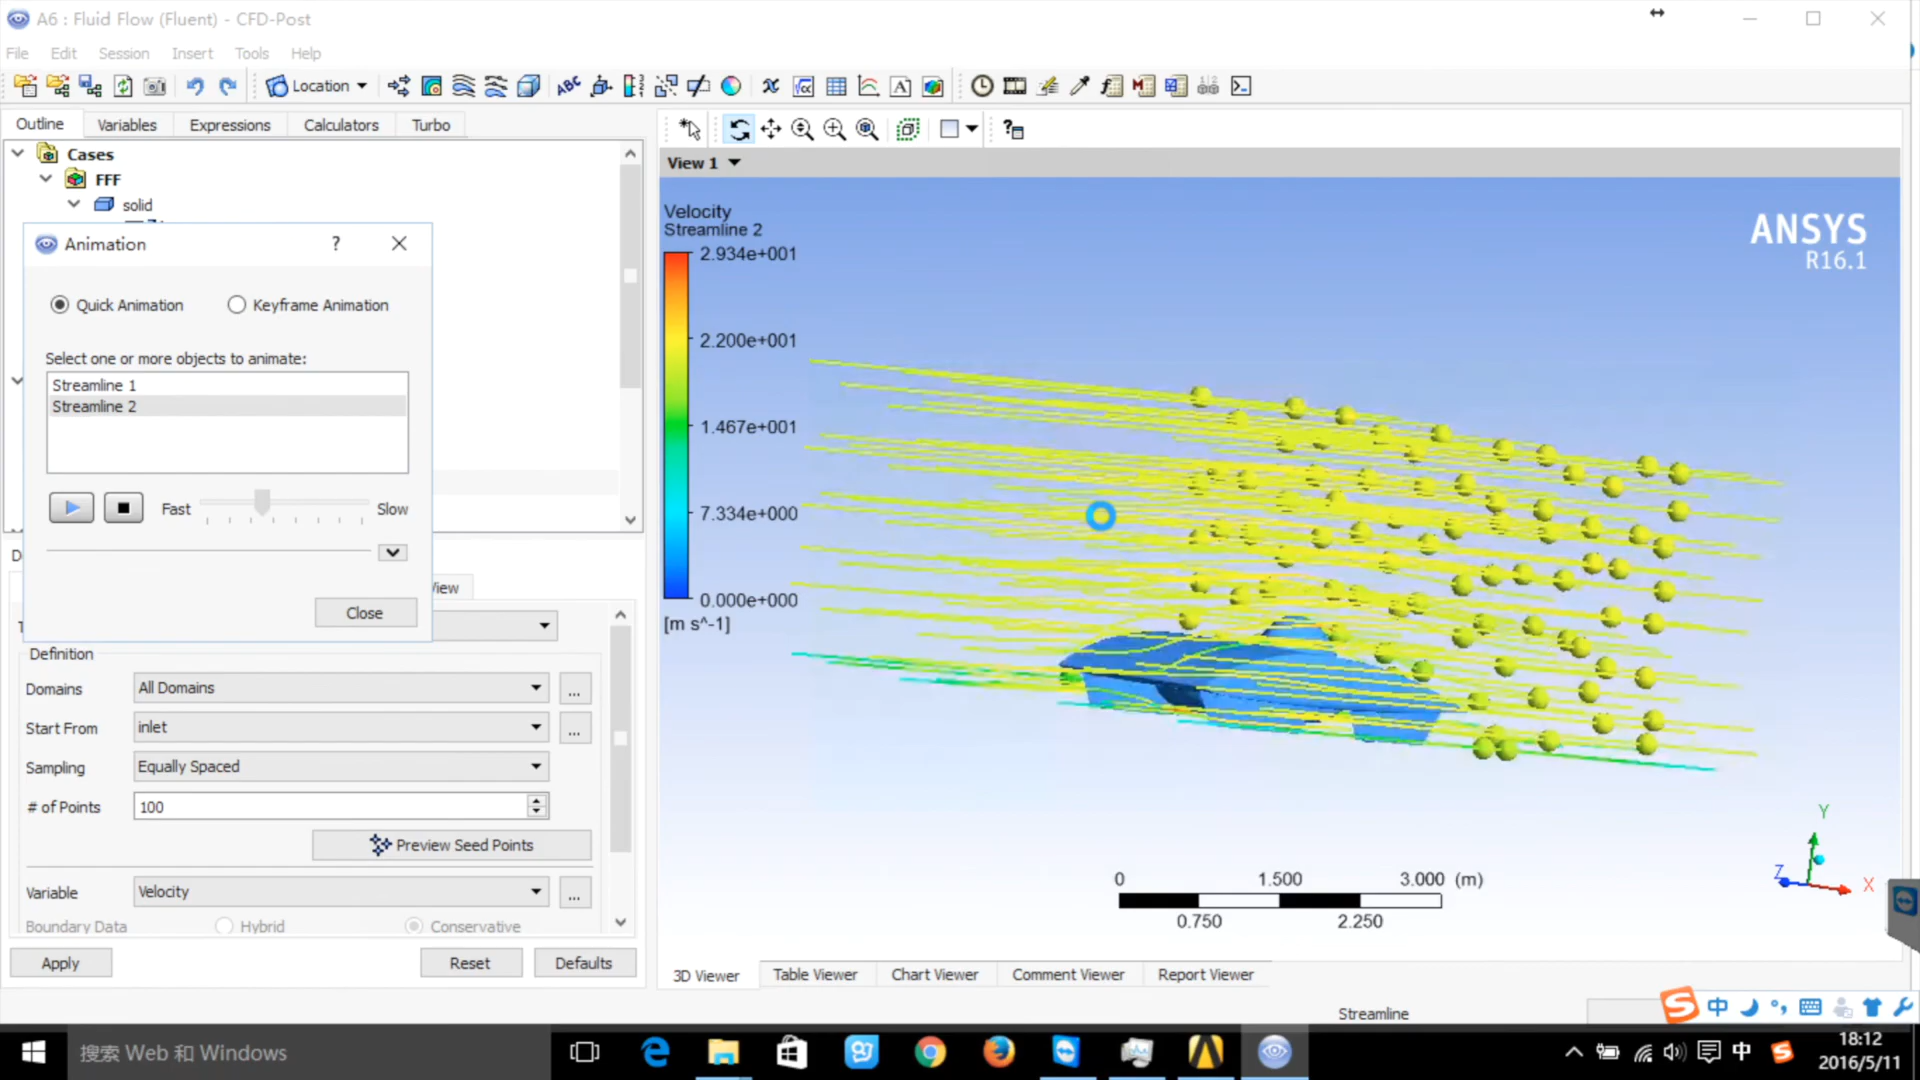 A6 : Fluid Flow (Fluent) - CFD-Post
File Edit Session Insert Tools Help
Location
Outline Variables Expressions Calculators Turbo
Cases
FFF
solid
View 1
Animation ?
Quick Animation Keyframe Animation
Select one or more objects to animate:
Streamline 1
Streamline 2
Fast Slow
Close
Definition
Domains All Domains ...
Start From inlet ...
Sampling Equally Spaced
# of Points 100
Preview Seed Points
Variable Velocity ...
Boundary Data Hybrid Conservative
Apply Reset Defaults
Velocity
Streamline 2
2.934e+001
2.200e+001
1.467e+001
7.334e+000
0.000e+000
[m s^-1]
ANSYS
R16.1
0 1.500 3.000 (m)
0.750 2.250
Y
Z
X
3D Viewer Table Viewer Chart Viewer Comment Viewer Report Viewer
Streamline
中
搜索 Web 和 Windows
中
18:12
2016/5/11